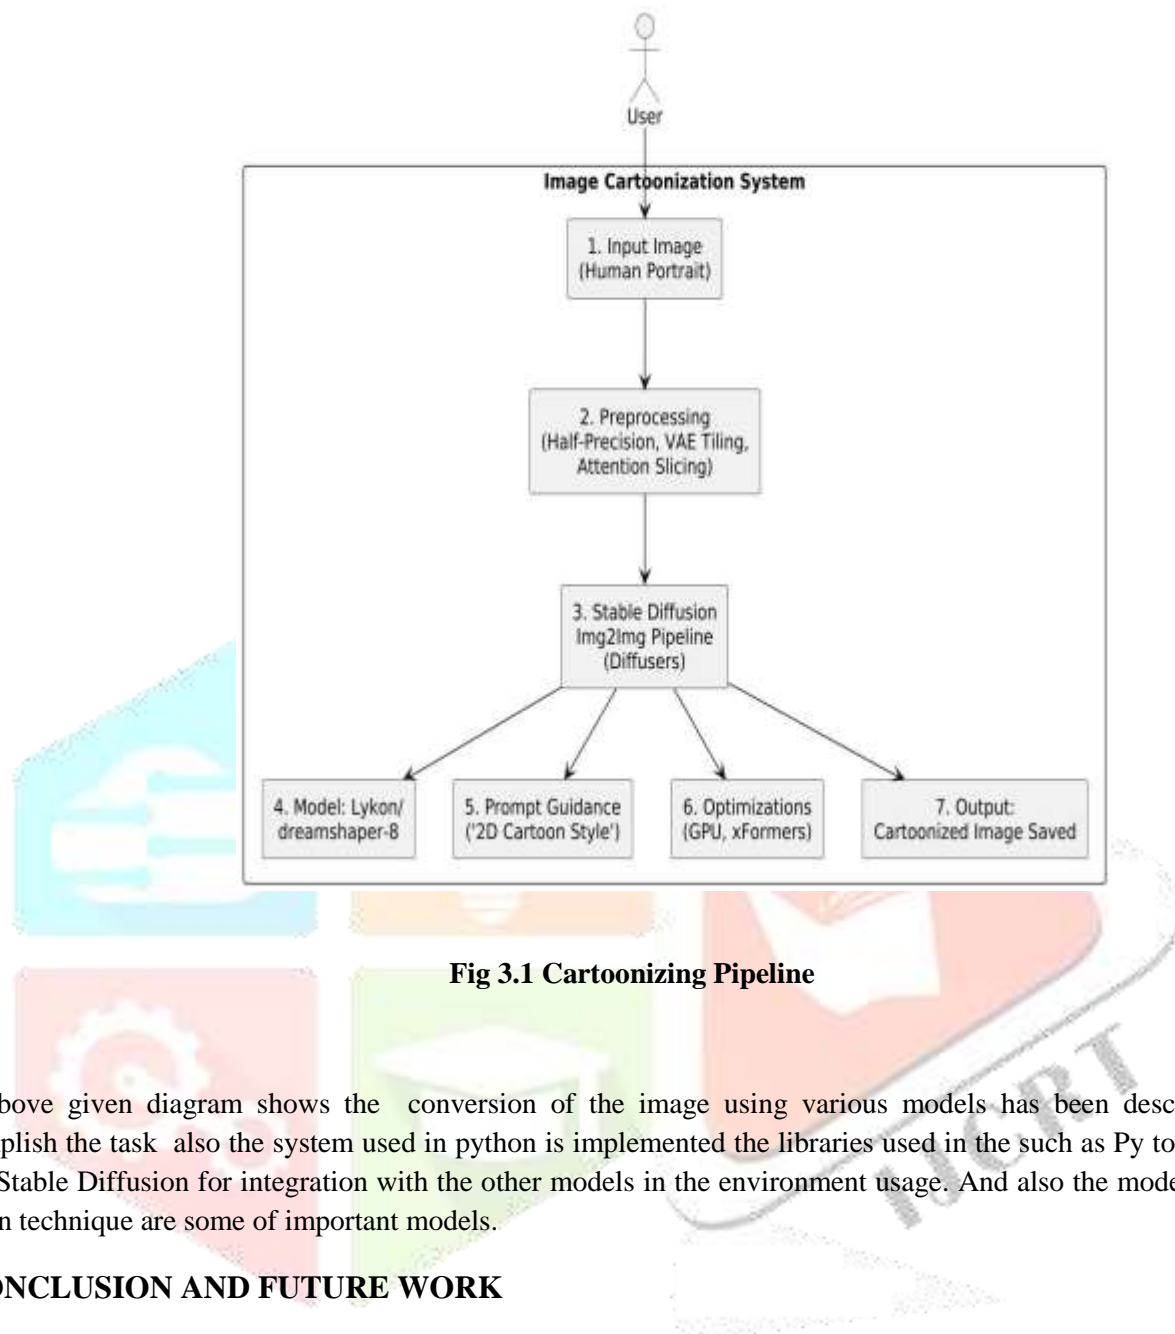 User
Image Cartoonization System
1. Input Image
(Human Portrait)
2. Preprocessing
(Half-Precision, VAE Tiling,
Attention Slicing)
3. Stable Diffusion
Img2Img Pipeline
(Diffusers)
4. Model: Lykon/
dreamshaper-8
5. Prompt Guidance
('2D Cartoon Style')
6. Optimizations
(GPU, xFormers)
7. Output:
Cartoonized Image Saved
Fig 3.1 Cartoonizing Pipeline
bove given diagram shows the conversion of the image using various models has been desc
plish the task also the system used in python is implemented the libraries used in the such as Py to
Stable Diffusion for integration with the other models in the environment usage. And also the mode
n technique are some of important models.
IJCRT
ONCLUSION AND FUTURE WORK